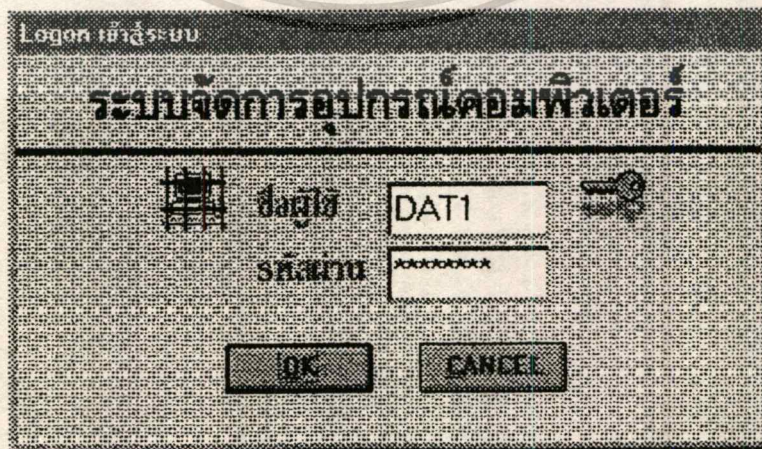 Logon เข้าสู่ระบบ
ระบบจัดการอุปกรณ์คอมพิวเตอร์
ชื่อผู้ใช้ DAT1
รหัสผ่าน ********
OK CANCEL